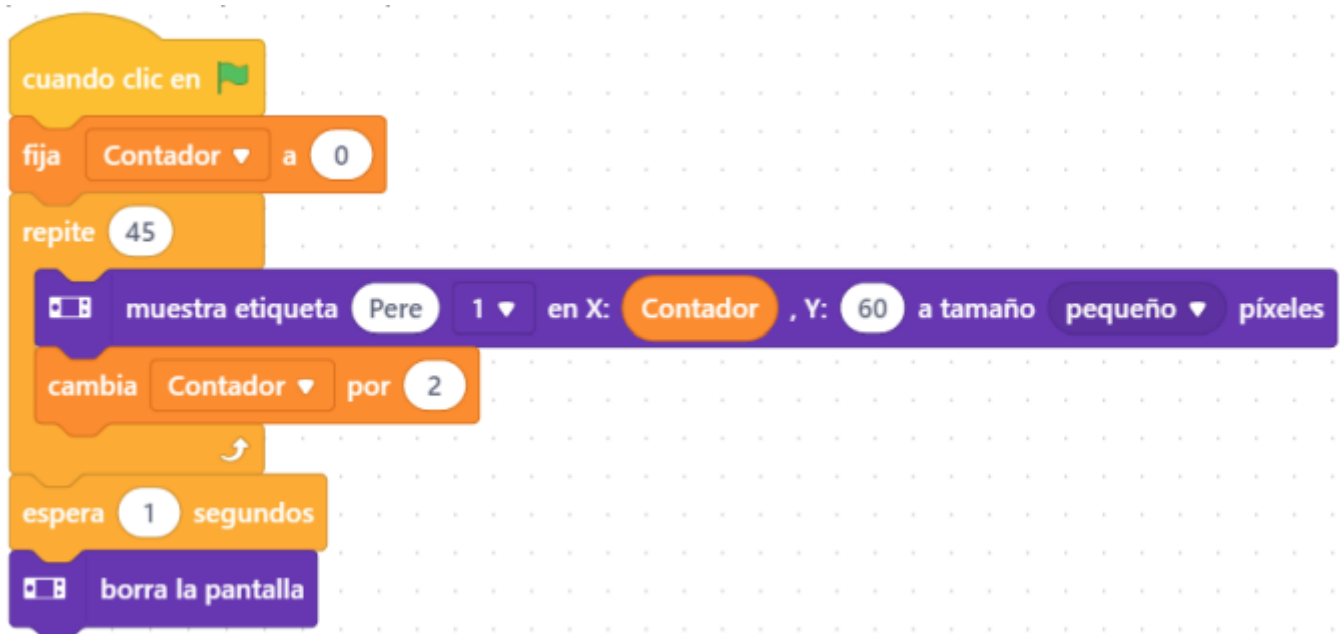 cuando clic en
fija Contador a 0
repite 45
muestra etiqueta Pere 1 en X: Contador , Y: 60 a tamaño pequeño píxeles
cambia Contador por 2
espera 1 segundos
borra la pantalla